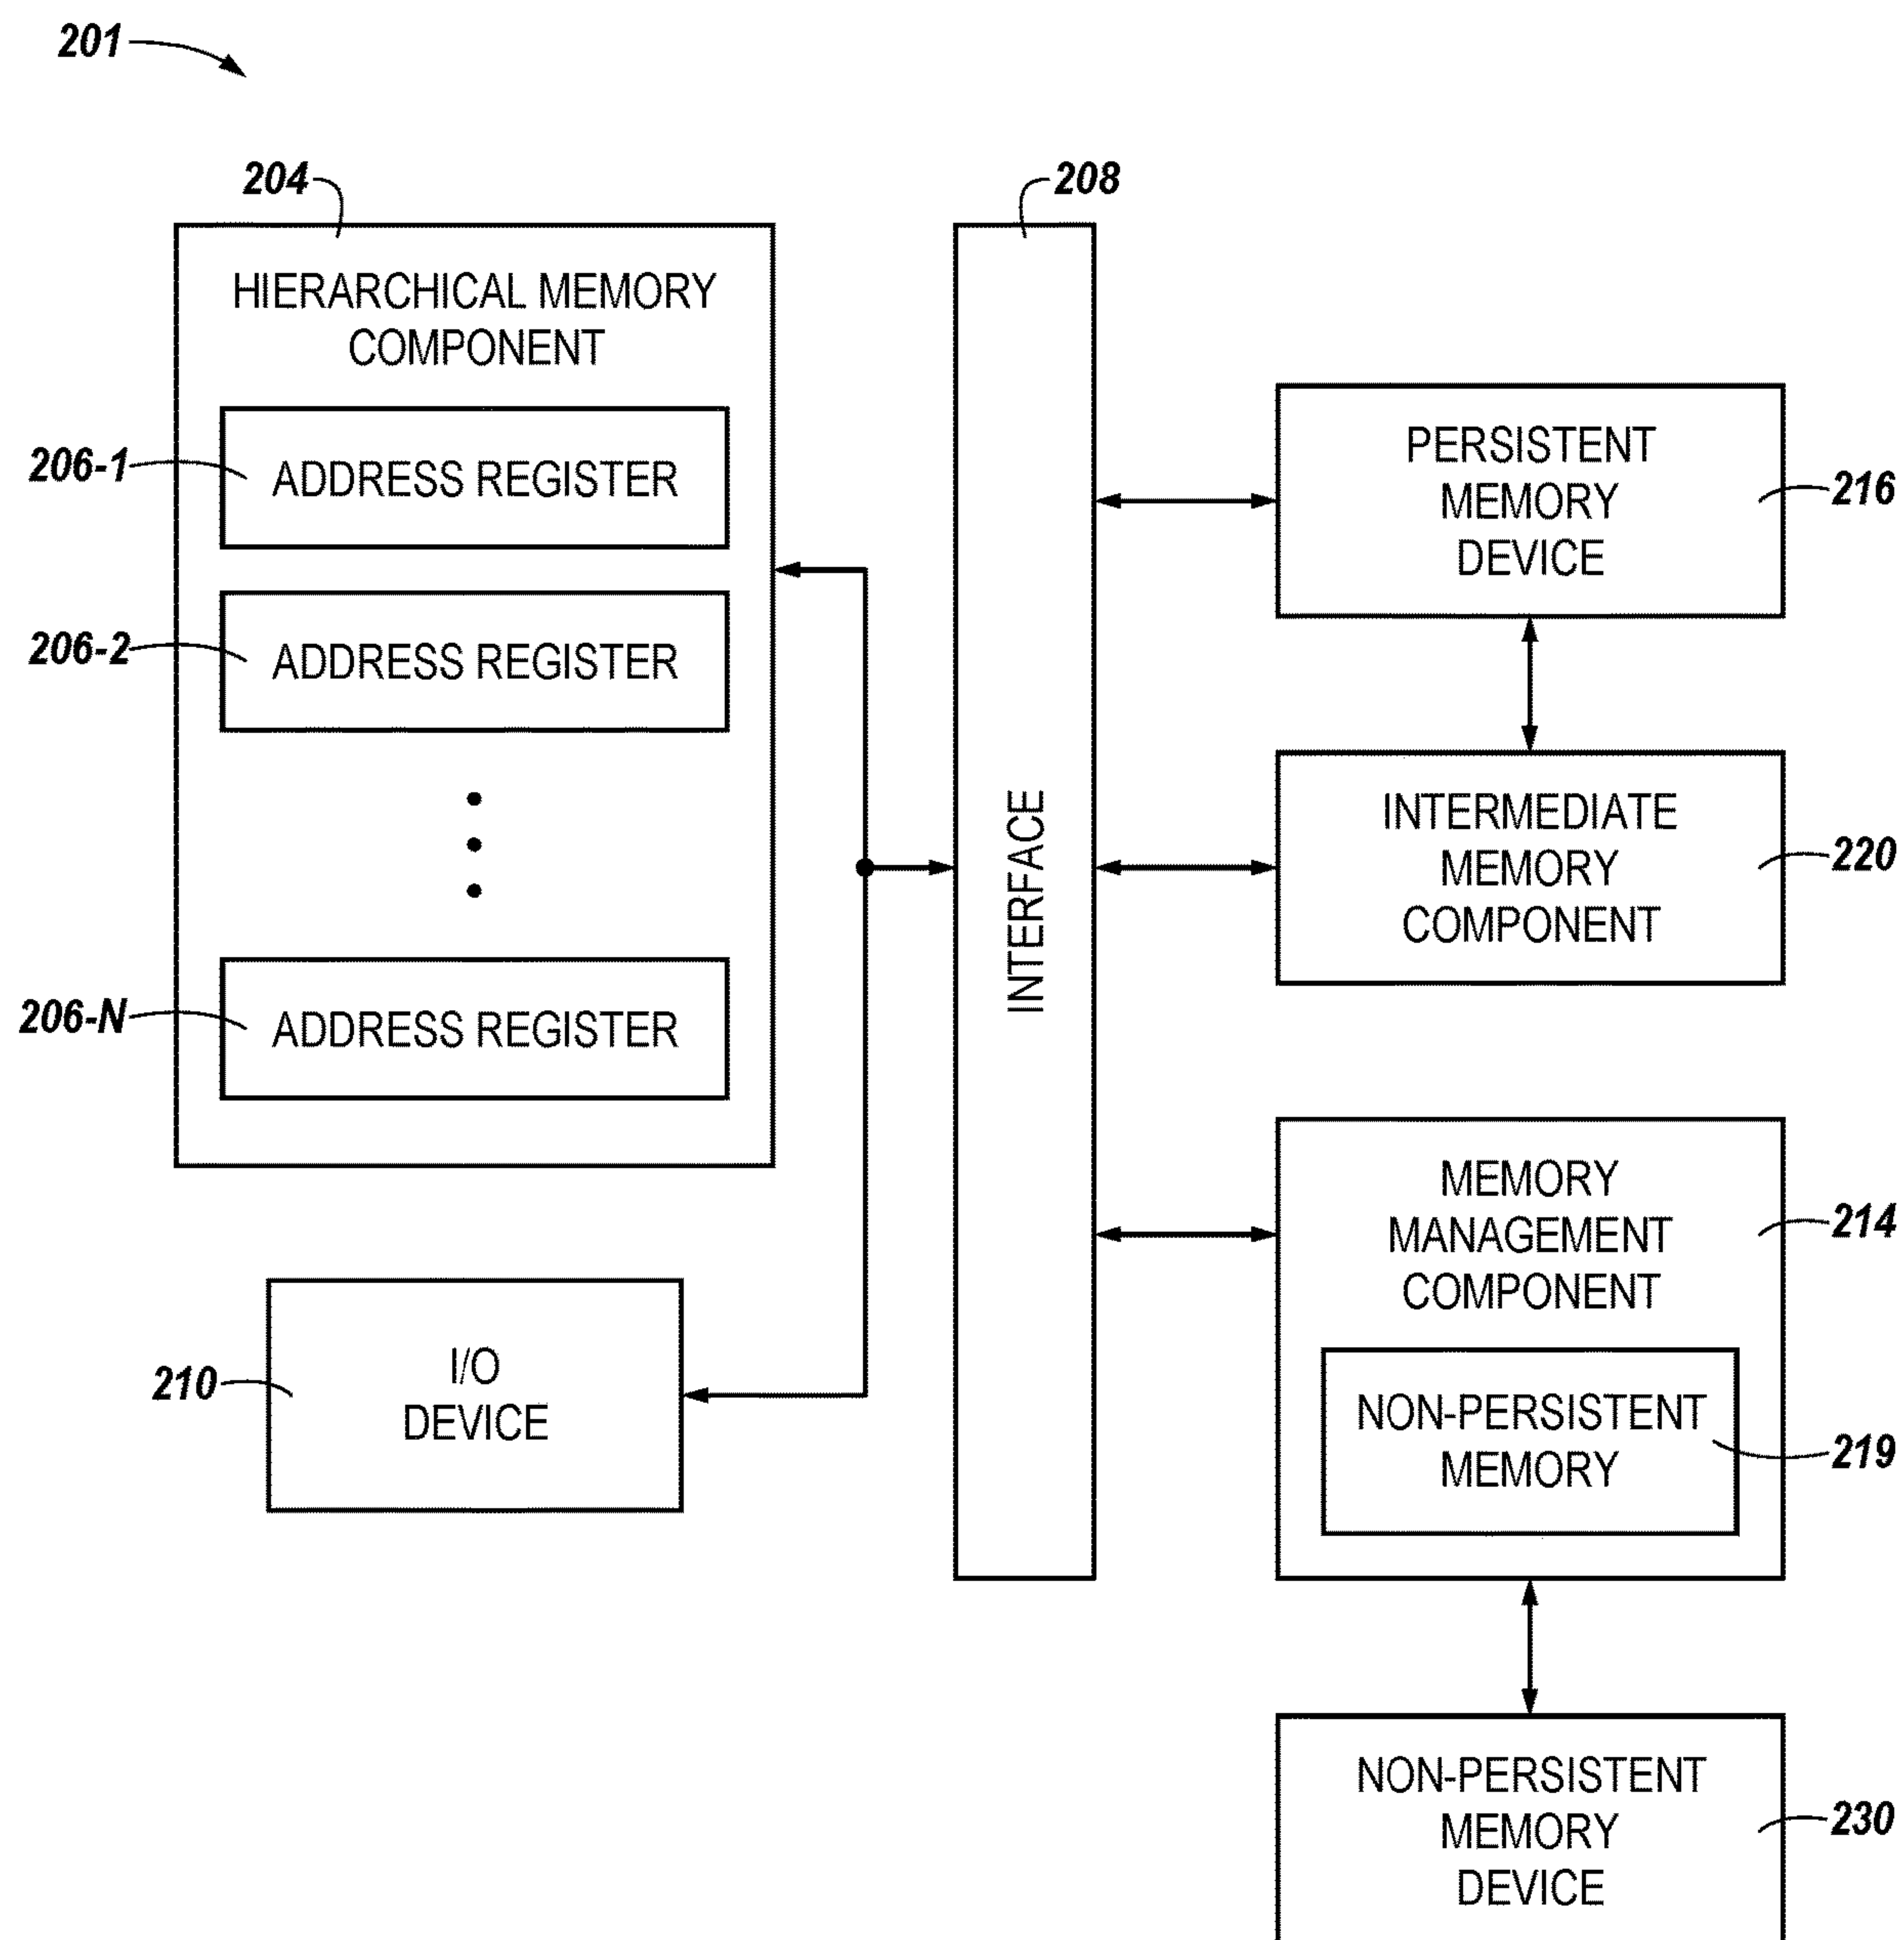 201
204
208
HIERARCHICAL MEMORY
COMPONENT
206-1
ADDRESS REGISTER
206-2
ADDRESS REGISTER
206-N
ADDRESS REGISTER
210
I/O
DEVICE
INTERFACE
PERSISTENT
MEMORY
DEVICE
216
INTERMEDIATE
MEMORY
COMPONENT
220
MEMORY
MANAGEMENT
COMPONENT
214
NON-PERSISTENT
MEMORY
219
NON-PERSISTENT
MEMORY
DEVICE
230